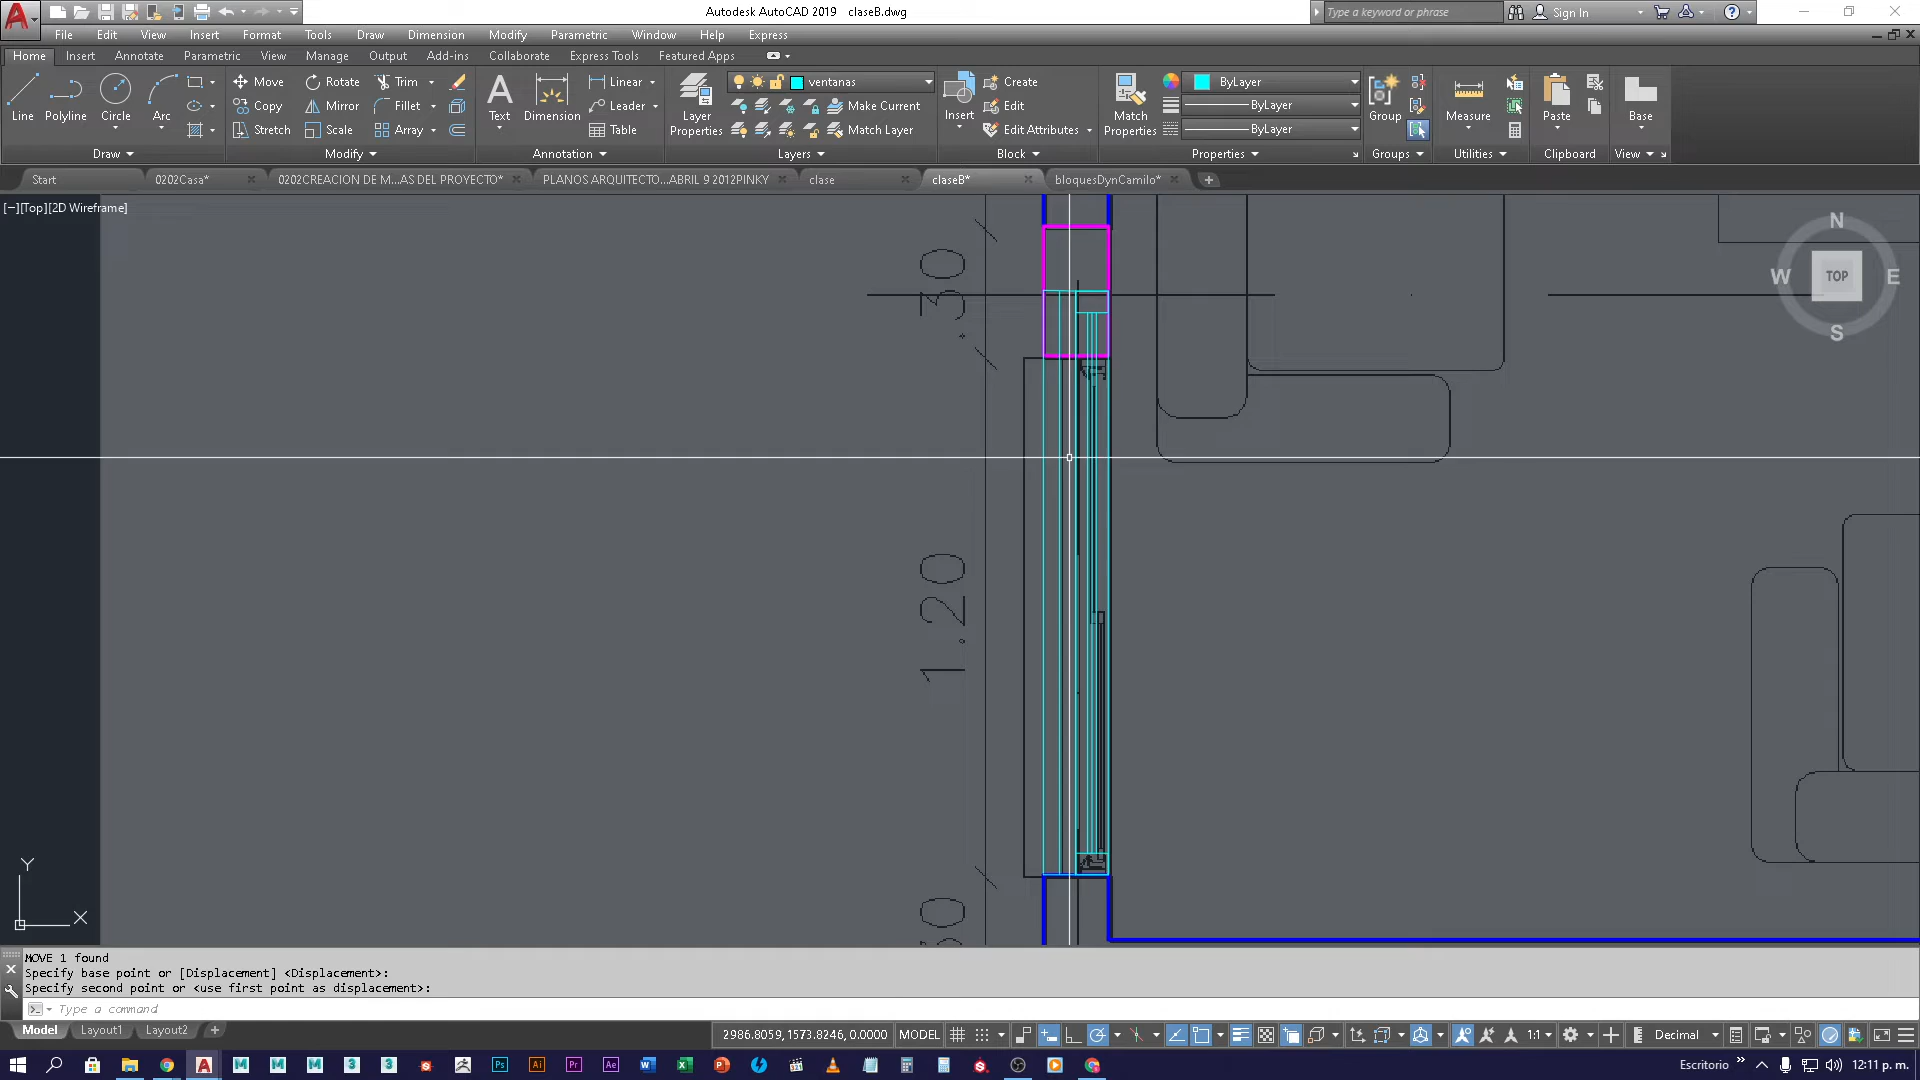 Autodesk AutoCAD 2019 claseB.dwg
Type a keyword or phrase
Sign In
File Edit View Insert Format Tools Draw Dimension Modify Parametric Window Help Express
Home Insert Annotate Parametric View Manage Output Add-ins Collaborate Express Tools Featured Apps
Line Polyline Circle Arc
Move Rotate Trim
Copy Mirror Fillet
Stretch Scale Array
Text Dimension
Linear
Leader
Table
Layer Properties
ventanas
Make Current
Match Layer
Insert
Create
Edit
Edit Attributes
Match Properties
ByLayer
ByLayer
ByLayer
Group
Measure
Paste
Base
Draw Modify Annotation Layers Block Properties Groups Utilities Clipboard View
Start 0202Casa* 0202CREACION DE M...AS DEL PROYECTO* PLANOS ARQUITECTO...ABRIL 9 2012PINKY clase claseB* bloquesDynCamilo*
[−][Top][2D Wireframe]
N
W TOP E
S
.30
1.20
Y
X
MOVE 1 found
Specify base point or [Displacement] <Displacement>:
Specify second point or <use first point as displacement>:
Type a command
Model Layout1 Layout2
2986.8059, 1573.8246, 0.0000 MODEL 1:1 Decimal
Escritorio 12:11 p. m.